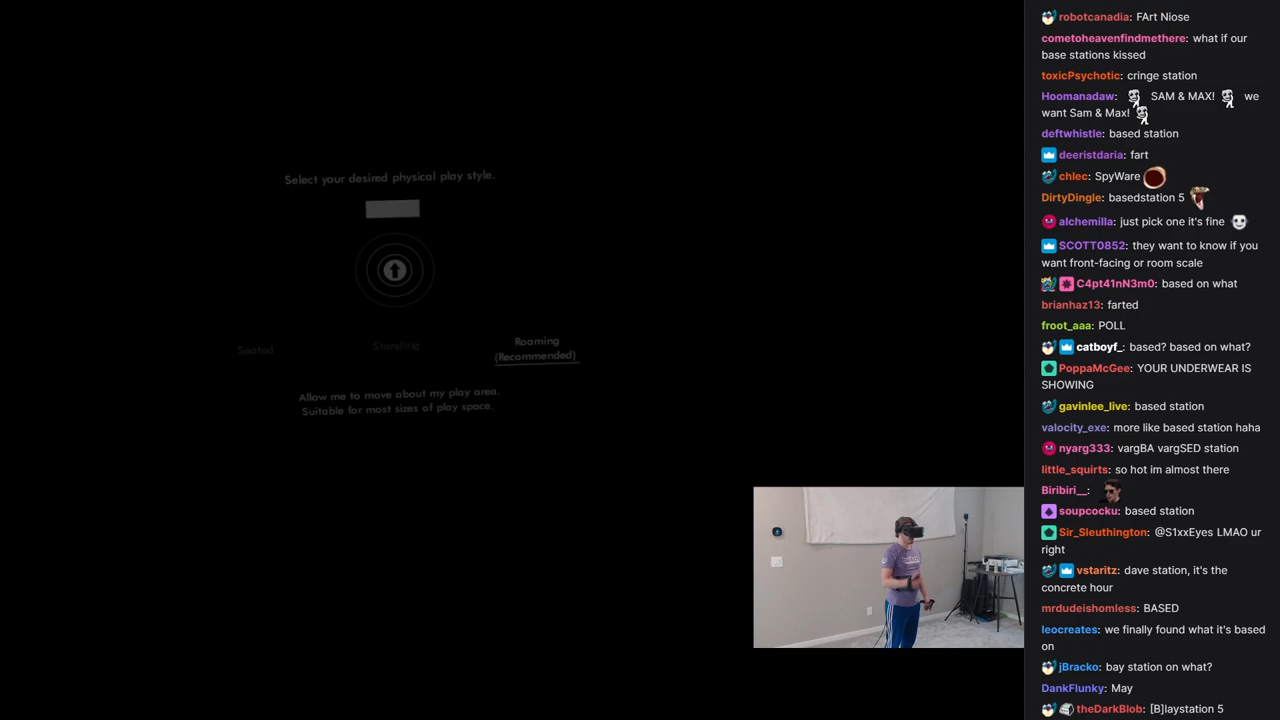 Select your desired physical play style.
Seated
Standing
Roaming
(Recommended)
Allow me to move about my play area.
Suitable for most sizes of play space.
robotcanadia: FArt Niose
cometoheavenfindmethere: what if our
base stations kissed
toxicPsychotic: cringe station
Hoomanadaw: SAM & MAX! we
want Sam & Max!
deftwhistle: based station
deeristdaria: fart
chlec: SpyWare
DirtyDingle: basedstation 5
alchemilla: just pick one it's fine
SCOTT0852: they want to know if you
want front-facing or room scale
C4pt41nN3m0: based on what
brianhaz13: farted
froot_aaa: POLL
catboyf_: based? based on what?
PoppaMcGee: YOUR UNDERWEAR IS
SHOWING
gavinlee_live: based station
valocity_exe: more like based station haha
nyarg333: vargBA vargSED station
little_squirts: so hot im almost there
Biribiri__:
soupcocku: based station
Sir_Sleuthington: @S1xxEyes LMAO ur
right
vstaritz: dave station, it's the
concrete hour
mrdudeishomless: BASED
leocreates: we finally found what it's based
on
jBracko: bay station on what?
DankFlunky: May
theDarkBlob: [B]laystation 5